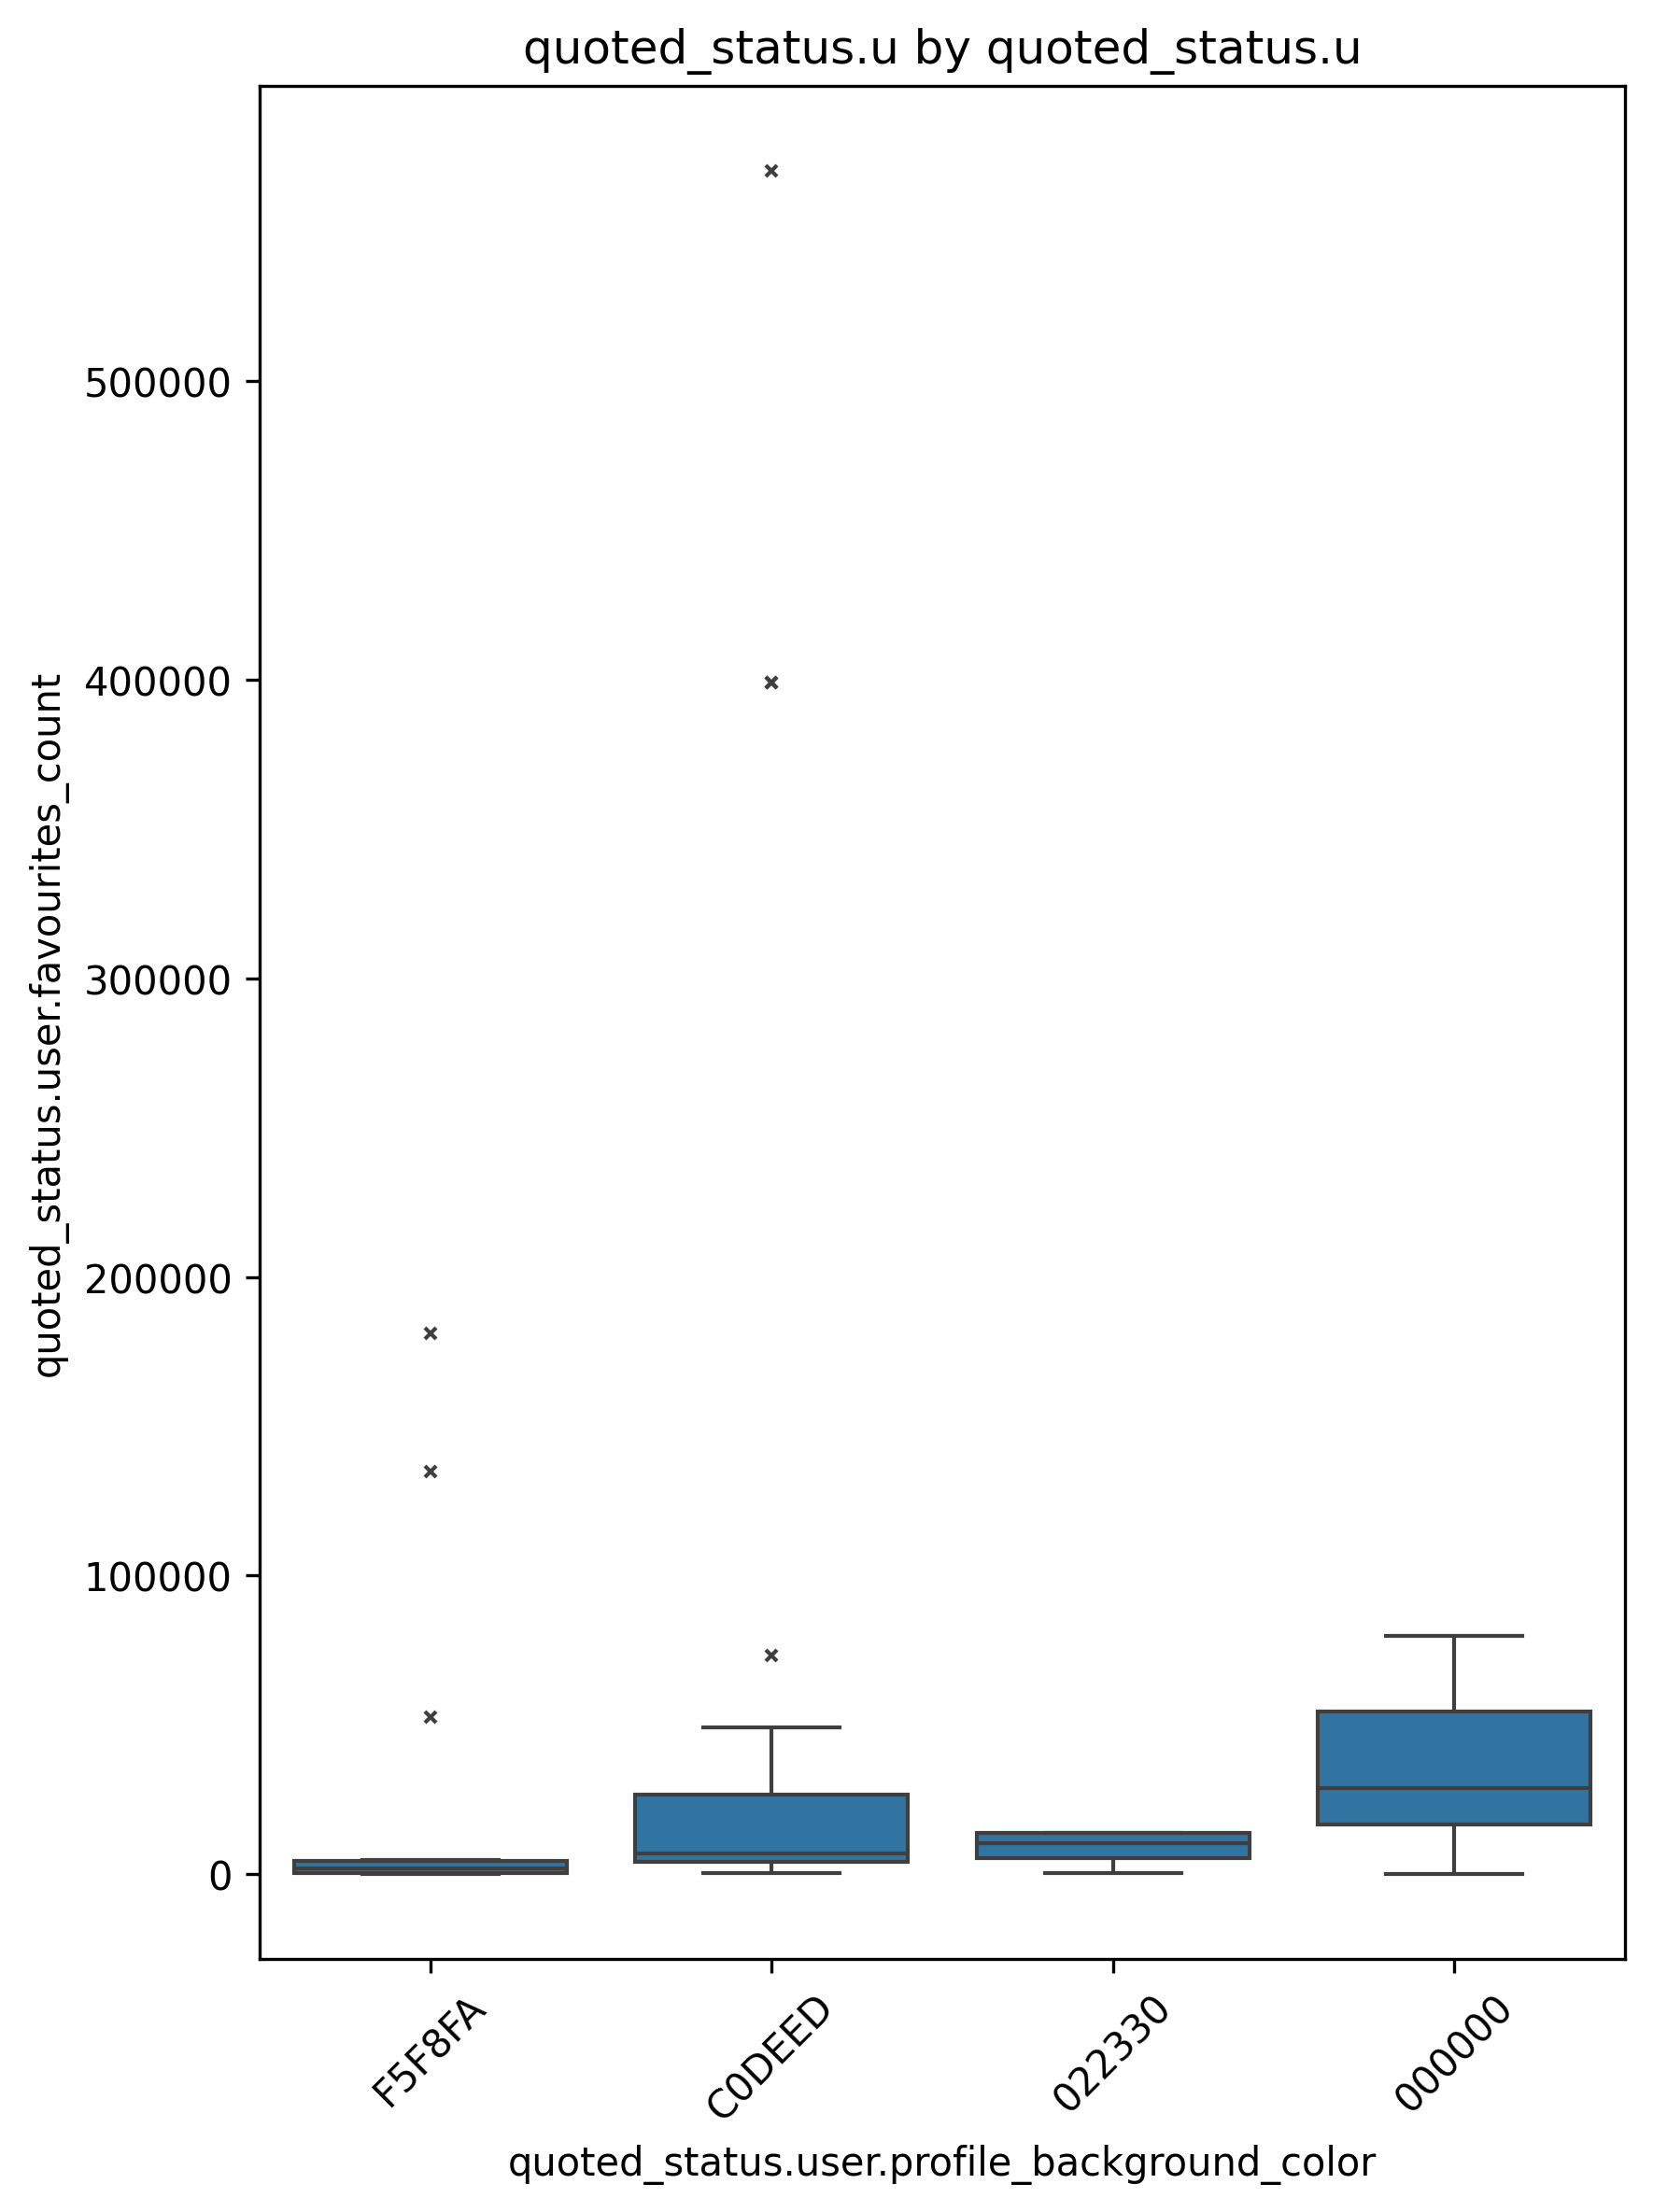 quoted_status.u by quoted_status.u
quoted_status.user.favourites_count
500000
400000
300000
200000
100000
0
F5F8FA
C0DEED
022330
000000
quoted_status.user.profile_background_color